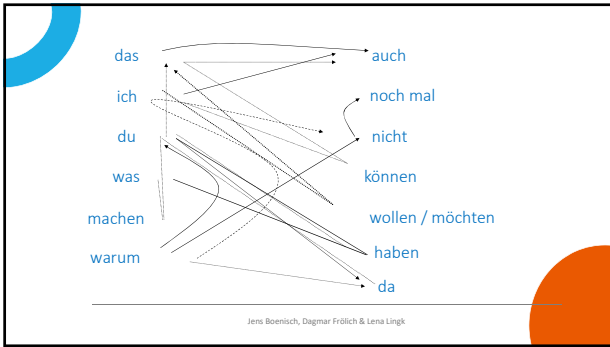 das
ich
du
was
machen
warum
auch
noch mal
nicht
können
wollen / möchten
haben
da
Jens Boenisch, Dagmar Frölich & Lena Lingk